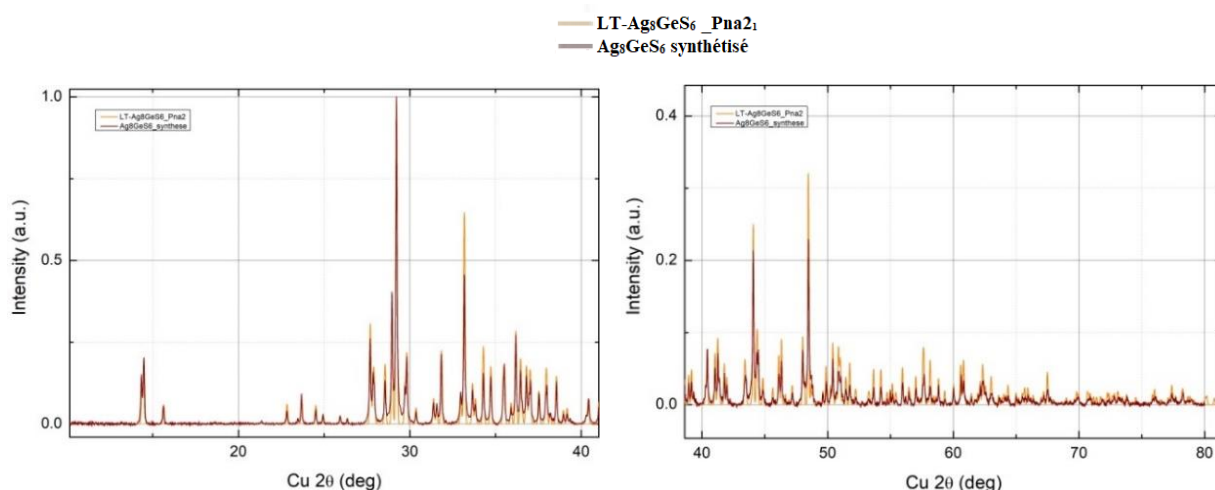 LT-Ag₈GeS₆ _Pna2₁
Ag₈GeS₆ synthétisé
Intensity (a.u.)
1.0
0.5
0.0
LT-Ag8GeS6_Pna2
Ag8GeS6_synthese
20
30
40
Cu 2θ (deg)
Intensity (a.u.)
0.4
0.2
0.0
LT-Ag8GeS6_Pna2
Ag8GeS6_synthese
40
50
60
70
80
Cu 2θ (deg)